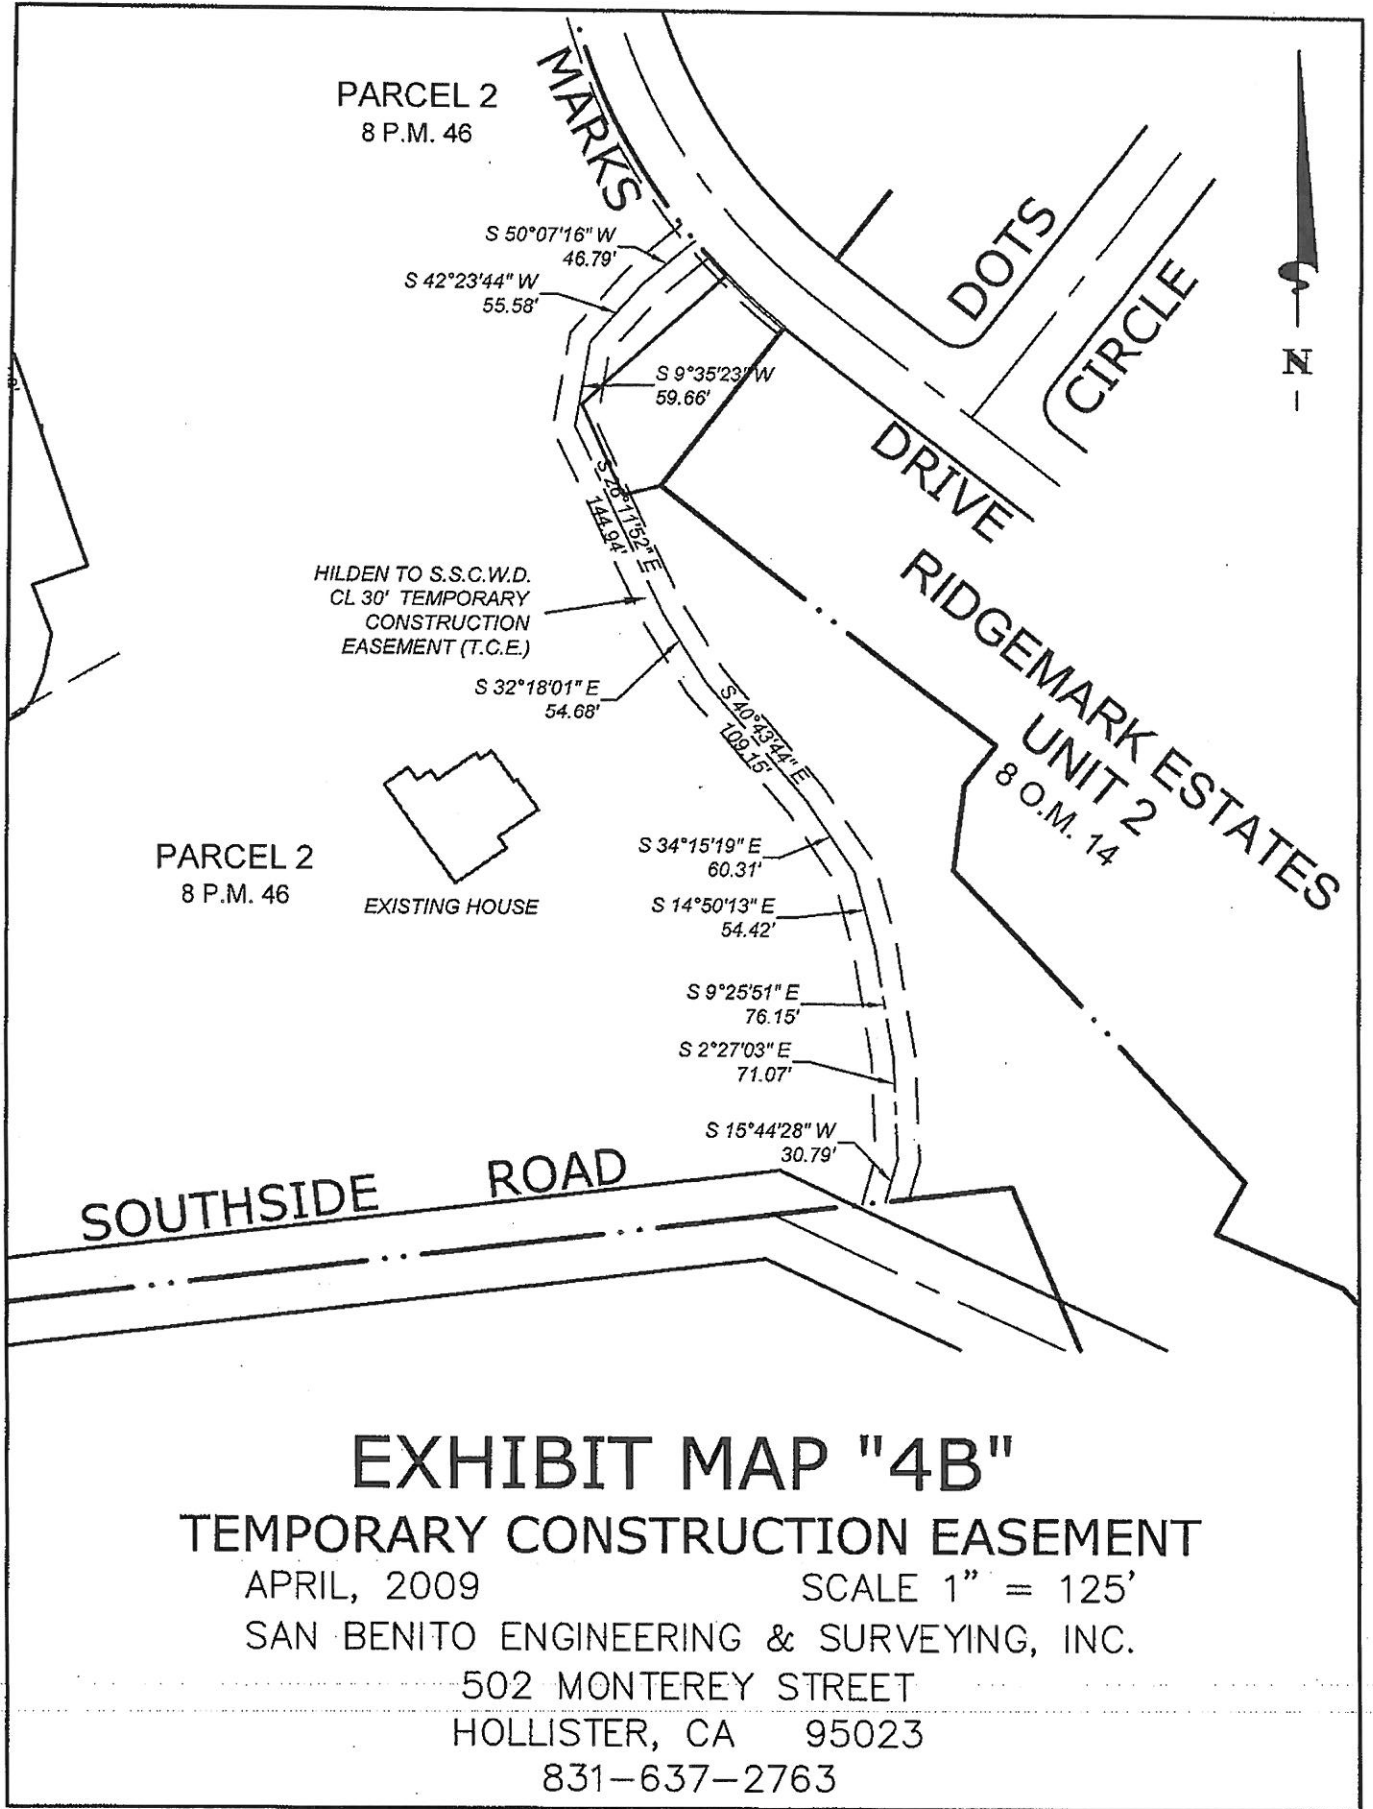 PARCEL 2
8 P.M. 46
MARKS
DOTS
CIRCLE
N
S 50°07'16" W
46.79'
S 42°23'44" W
55.58'
S 9°35'23" W
59.66'
DRIVE
S 26°11'52" E
144.94'
HILDEN TO S.S.C.W.D.
CL 30' TEMPORARY
CONSTRUCTION
EASEMENT (T.C.E.)
RIDGEMARK ESTATES
UNIT 2
8 O.M. 14
S 32°18'01" E
54.68'
S 40°43'44" E
109.15'
PARCEL 2
8 P.M. 46
EXISTING HOUSE
S 34°15'19" E
60.31'
S 14°50'13" E
54.42'
S 9°25'51" E
76.15'
S 2°27'03" E
71.07'
S 15°44'28" W
30.79'
SOUTHSIDE ROAD
EXHIBIT MAP "4B"
TEMPORARY CONSTRUCTION EASEMENT
APRIL, 2009 SCALE 1" = 125'
SAN BENITO ENGINEERING & SURVEYING, INC.
502 MONTEREY STREET
HOLLISTER, CA 95023
831-637-2763